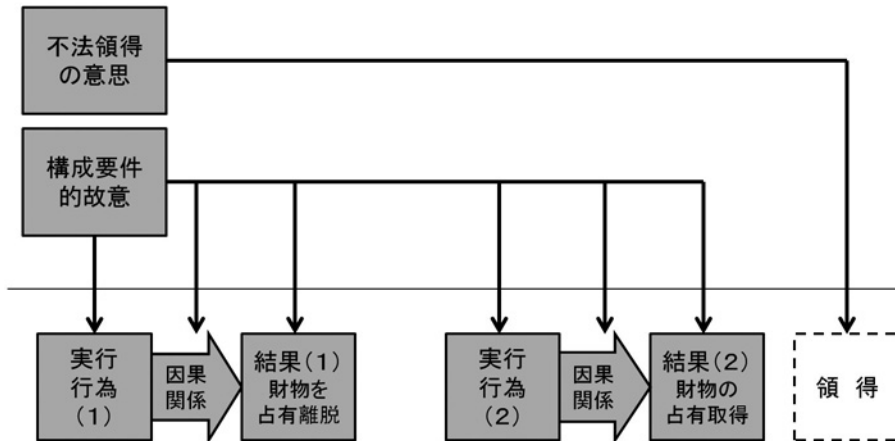 不法領得
の意思
構成要件
的故意
実行
行為
(1)
因果
関係
結果(1)
財物を
占有離脱
実行
行為
(2)
因果
関係
結果(2)
財物の
占有取得
領 得